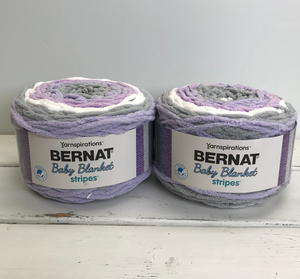 Yarnspirations
BERNAT
Baby Blanket
stripes
Yarnspirations
BERNAT
Baby Blanket
stripes